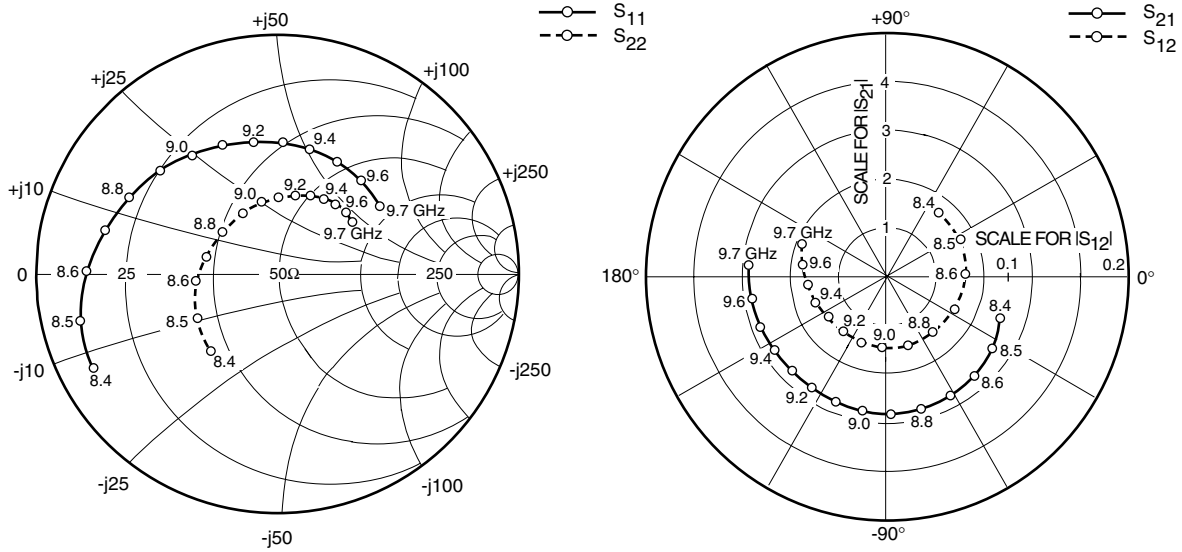 S11
S22
+j50
+j25
+j100
+j10
+j250
0
25
50Ω
250
-j10
-j250
-j25
-j100
-j50
9.2
9.0
9.4
8.8
9.6
9.7 GHz
8.6
8.5
8.4
9.2
9.0
9.4
9.6
8.8
9.7 GHz
8.6
8.5
8.4
S21
S12
+90°
180°
0°
-90°
SCALE FOR |S21|
4
3
2
1
SCALE FOR |S12|
0.1
0.2
8.4
8.5
8.6
8.8
9.0
9.2
9.4
9.6
9.7 GHz
9.7 GHz
9.6
9.4
9.2
9.0
8.8
8.6
8.5
8.4